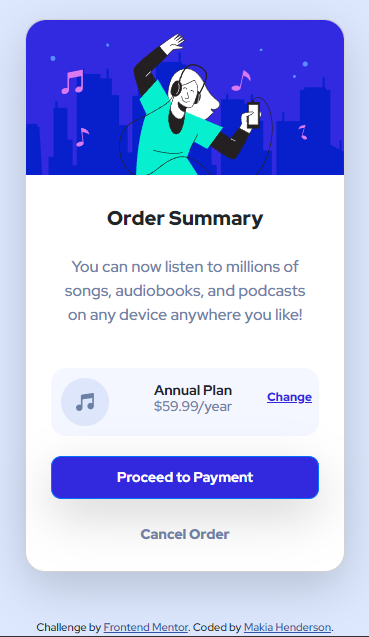 Order Summary
You can now listen to millions of
songs, audiobooks, and podcasts
on any device anywhere you like!
Annual Plan
$59.99/year
Change
Proceed to Payment
Cancel Order
Challenge by Frontend Mentor. Coded by Makia Henderson.